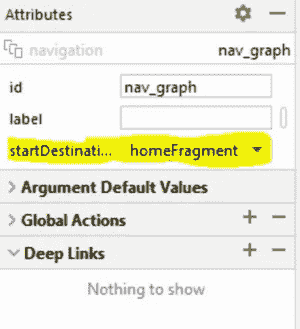 Attributes
navigation nav_graph
id nav_graph
label
startDestinati... homeFragment
Argument Default Values
Global Actions
Deep Links
Nothing to show